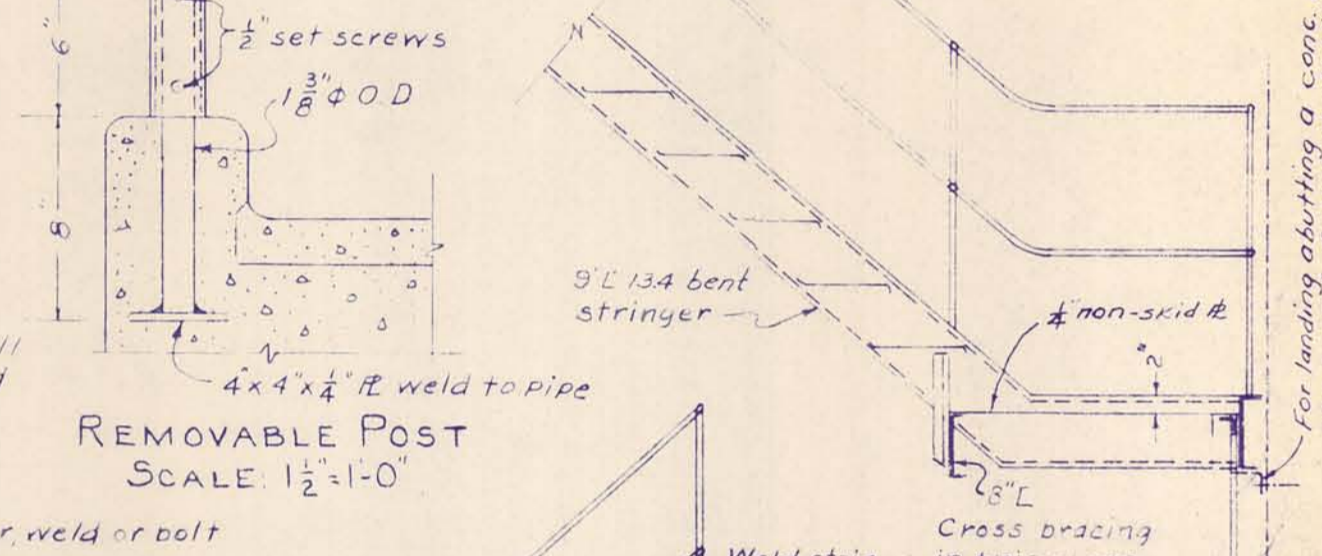 6"
1/2" set screws
1 3/8" φ O.D
8"
4" x 4" x 1/4" ℄ weld to pipe
REMOVABLE POST
SCALE: 1 1/2" = 1'-0"
r, weld or bolt
9" [ 13.4 bent
stringer
1/4" non-skid ℄
2"
8" [
Cross bracing
Weld
For landing abutting a conc.